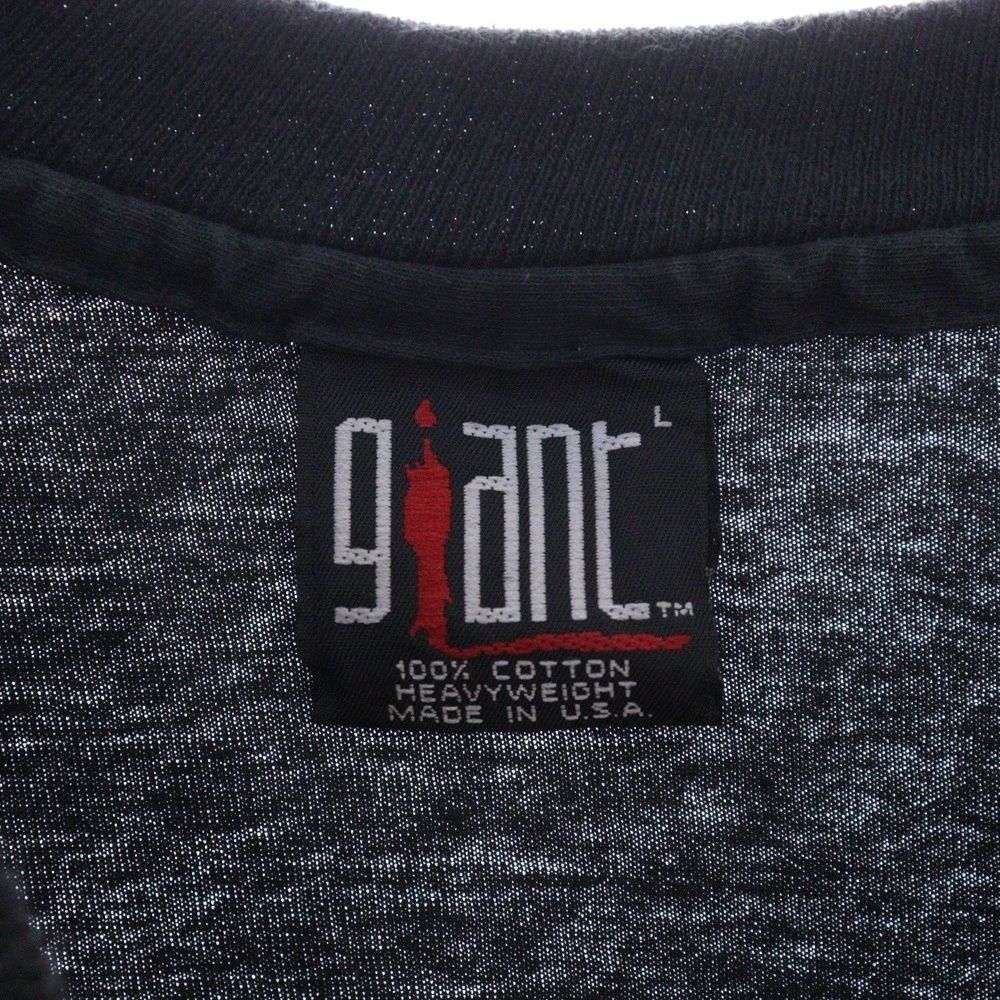 giant L
TM
100% COTTON
HEAVYWEIGHT
MADE IN U.S.A.